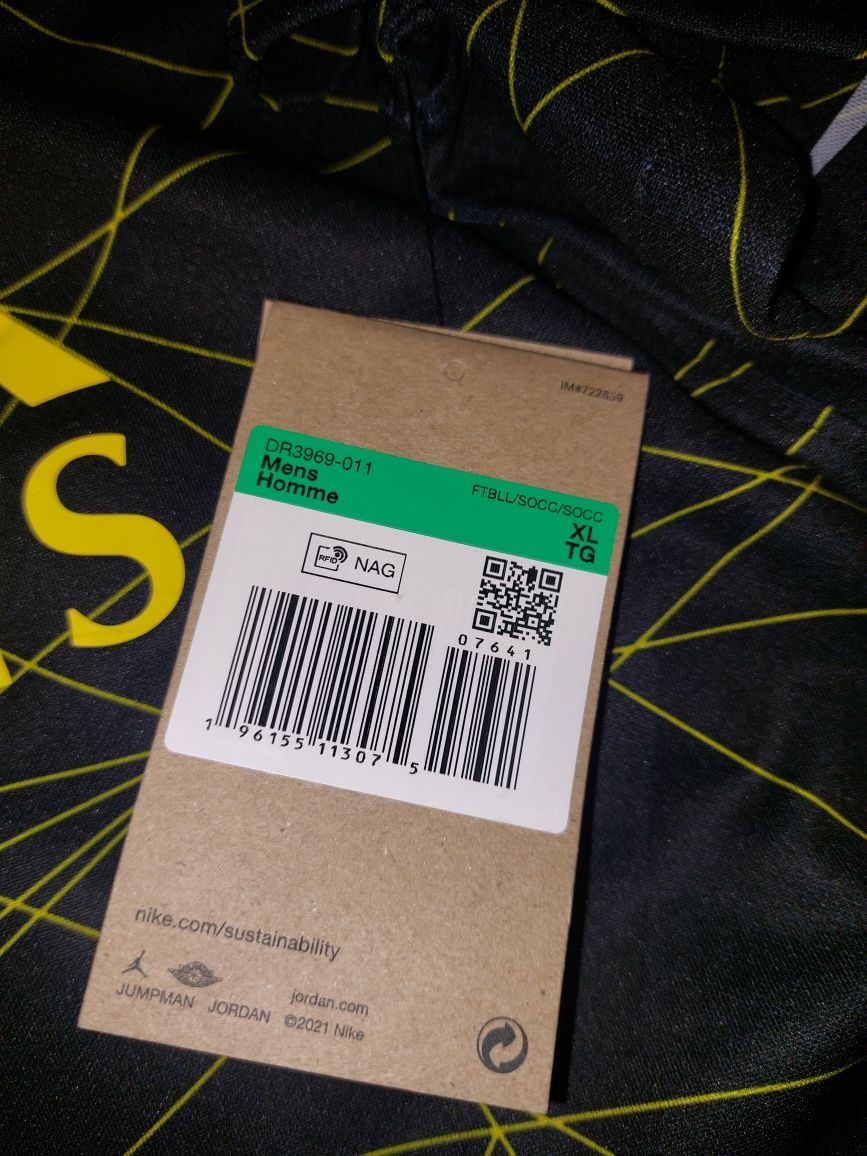 S
IM#722659
DR3969-011
Mens
Homme
FTBLL/SOCC/SOCC
XL
TG
RFID
NAG
07641
1 96155 11307 5
nike.com/sustainability
JUMPMAN JORDAN
jordan.com
©2021 Nike